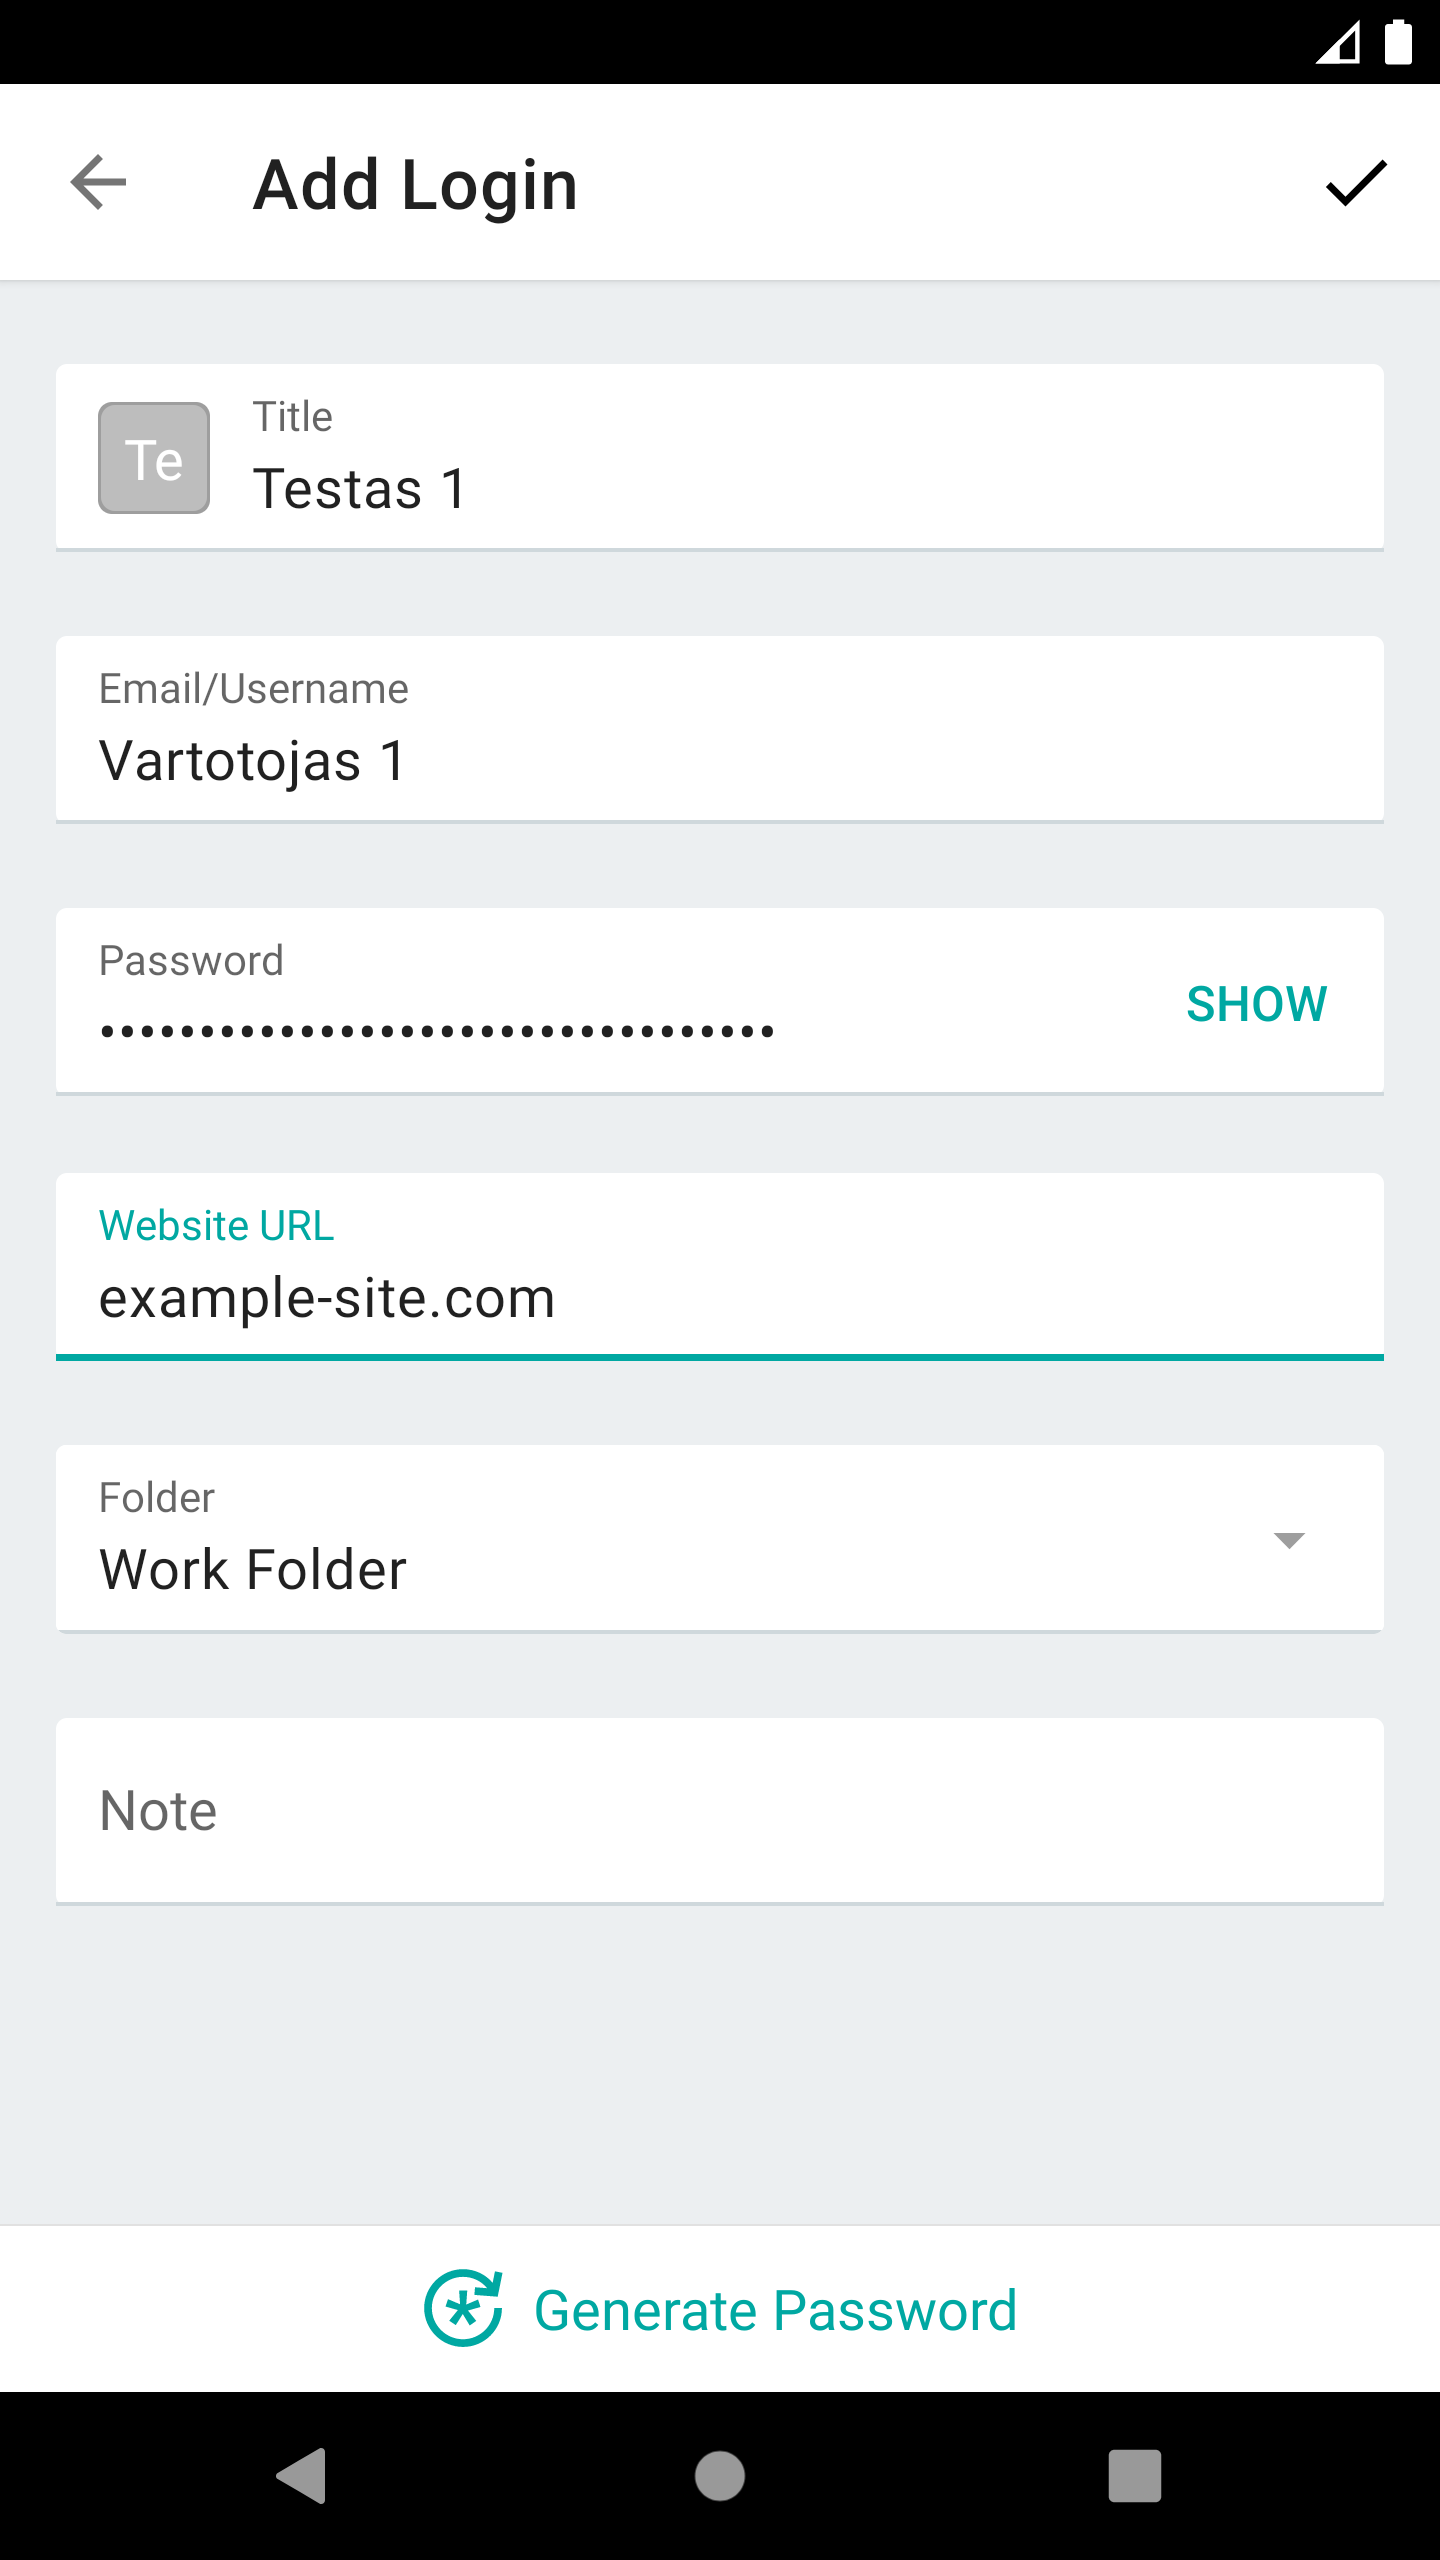 Add Login
Te
Title
Testas 1
Email/Username
Vartotojas 1
Password
••••••••••••••••••••••••••••••••••
SHOW
Website URL
example-site.com
Folder
Work Folder
Note
Generate Password